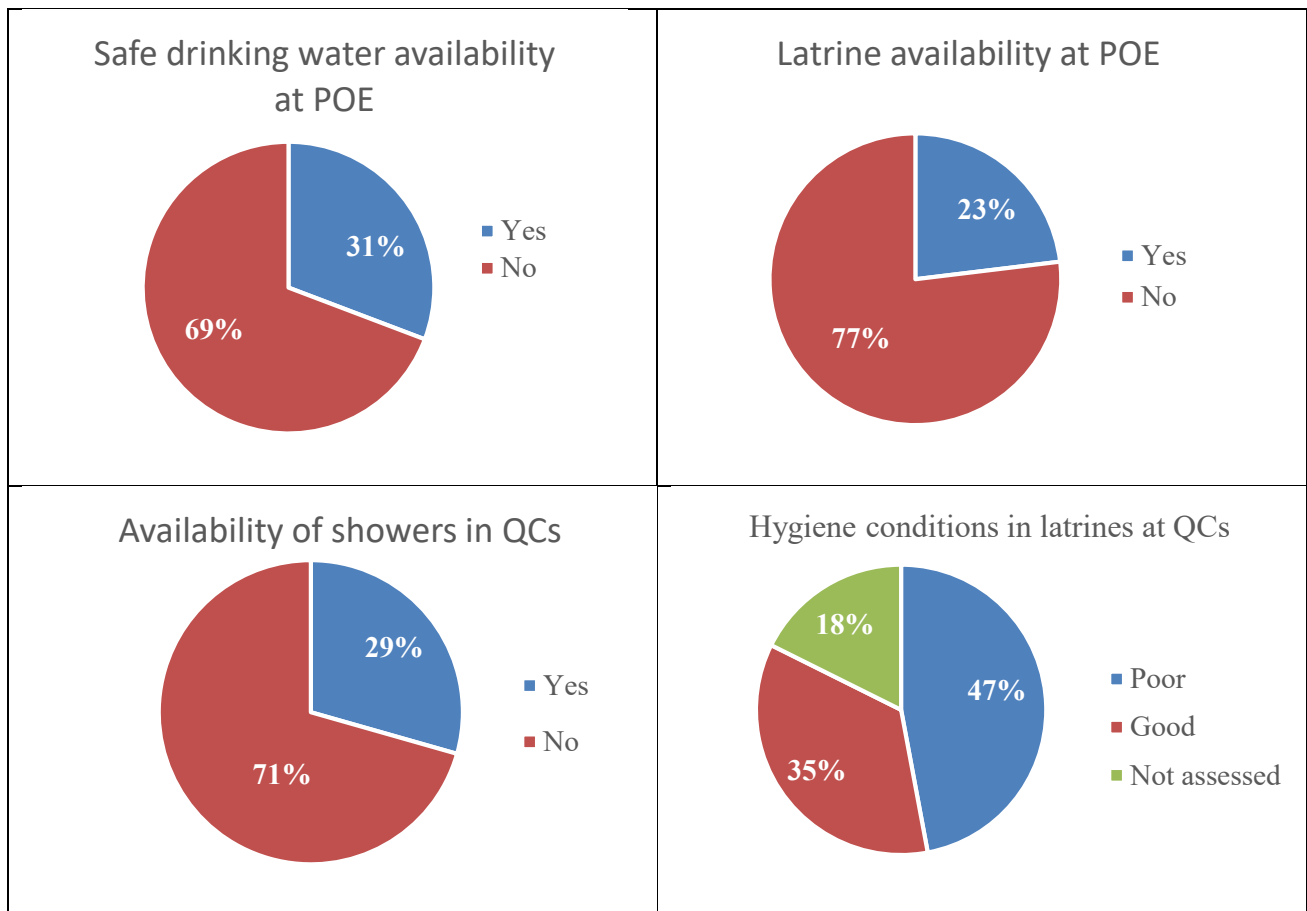 Safe drinking water availability
at POE
31%
69%
Yes
No
Latrine availability at POE
23%
77%
Yes
No
Availability of showers in QCs
29%
71%
Yes
No
Hygiene conditions in latrines at QCs
18%
47%
35%
Poor
Good
Not assessed